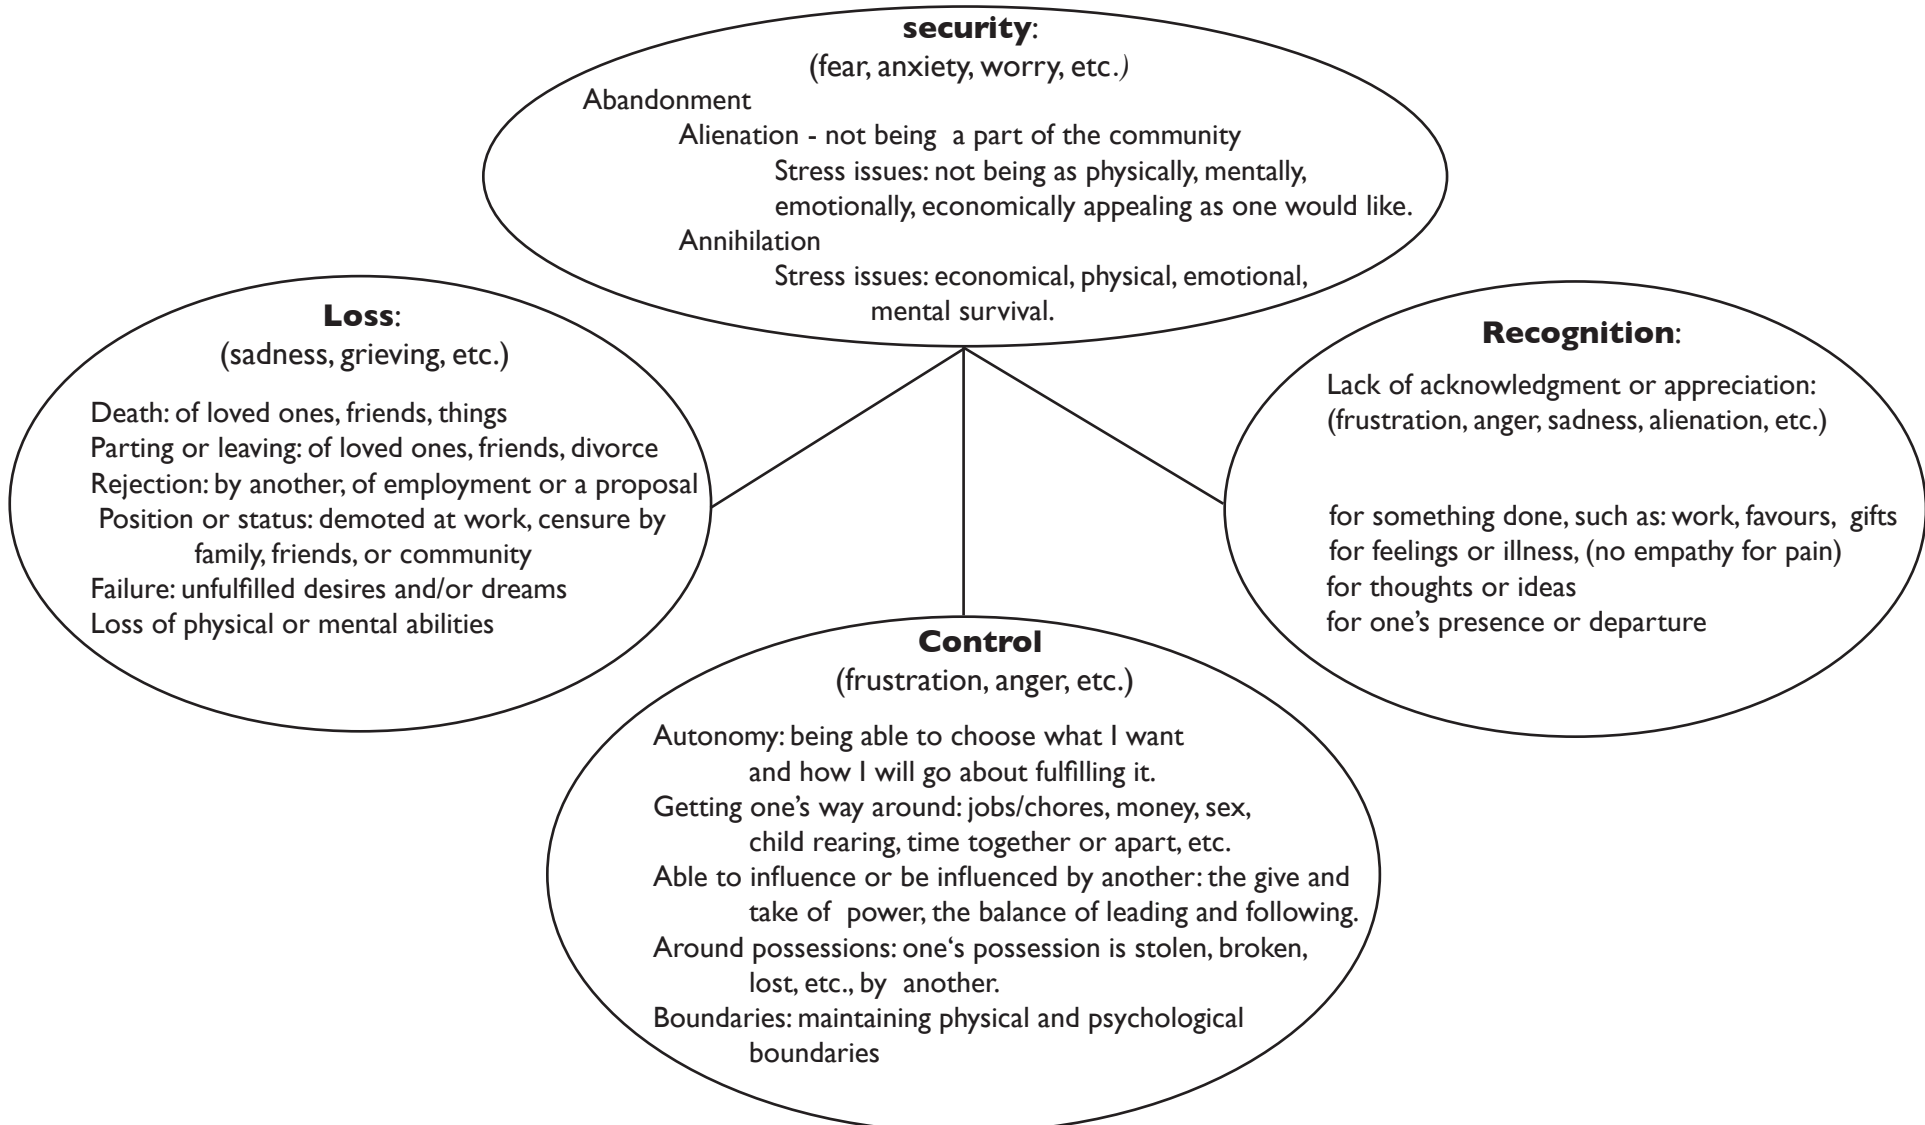 security:
(fear, anxiety, worry, etc.)
Abandonment
Alienation - not being a part of the community
Stress issues: not being as physically, mentally,
emotionally, economically appealing as one would like.
Annihilation
Stress issues: economical, physical, emotional,
mental survival.
Loss:
(sadness, grieving, etc.)
Death: of loved ones, friends, things
Parting or leaving: of loved ones, friends, divorce
Rejection: by another, of employment or a proposal
Position or status: demoted at work, censure by
family, friends, or community
Failure: unfulfilled desires and/or dreams
Loss of physical or mental abilities
Recognition:
Lack of acknowledgment or appreciation:
(frustration, anger, sadness, alienation, etc.)
for something done, such as: work, favours, gifts
for feelings or illness, (no empathy for pain)
for thoughts or ideas
for one’s presence or departure
Control
(frustration, anger, etc.)
Autonomy: being able to choose what I want
and how I will go about fulfilling it.
Getting one’s way around: jobs/chores, money, sex,
child rearing, time together or apart, etc.
Able to influence or be influenced by another: the give and
take of power, the balance of leading and following.
Around possessions: one‘s possession is stolen, broken,
lost, etc., by another.
Boundaries: maintaining physical and psychological
boundaries